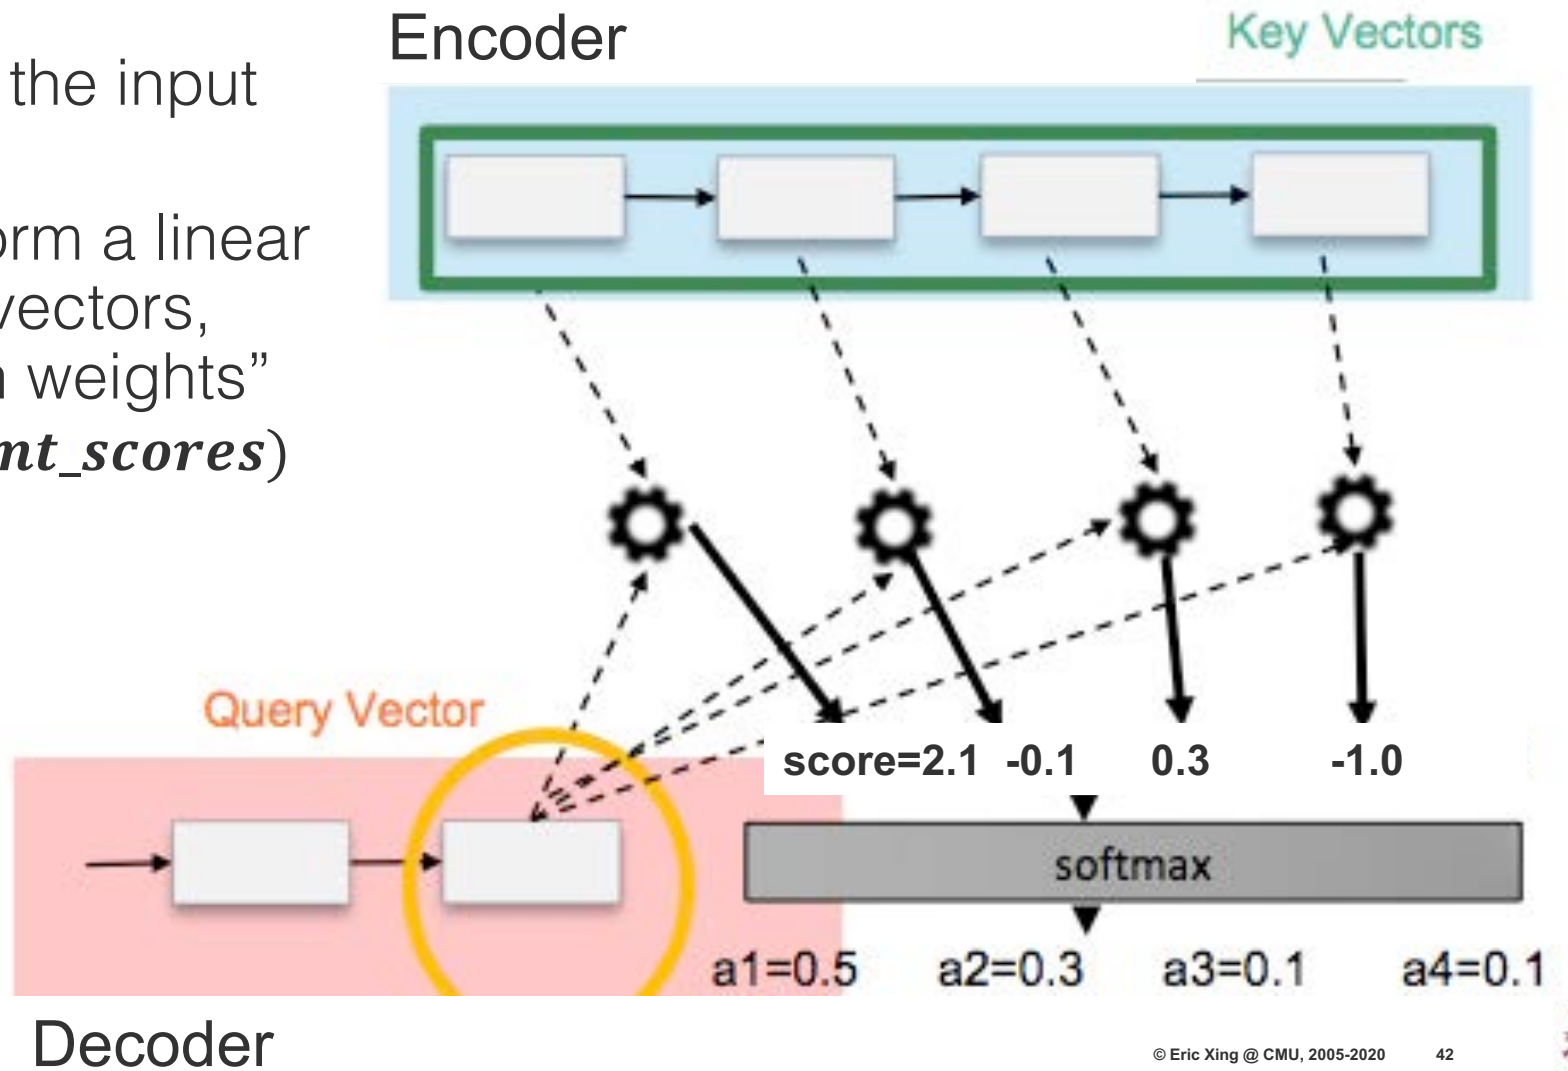 Encoder
Key Vectors
the input
orm a linear
vectors,
n weights”
nt_scores)
Query Vector
score=2.1 -0.1 0.3 -1.0
softmax
a1=0.5 a2=0.3 a3=0.1 a4=0.1
Decoder
© Eric Xing @ CMU, 2005-2020 42